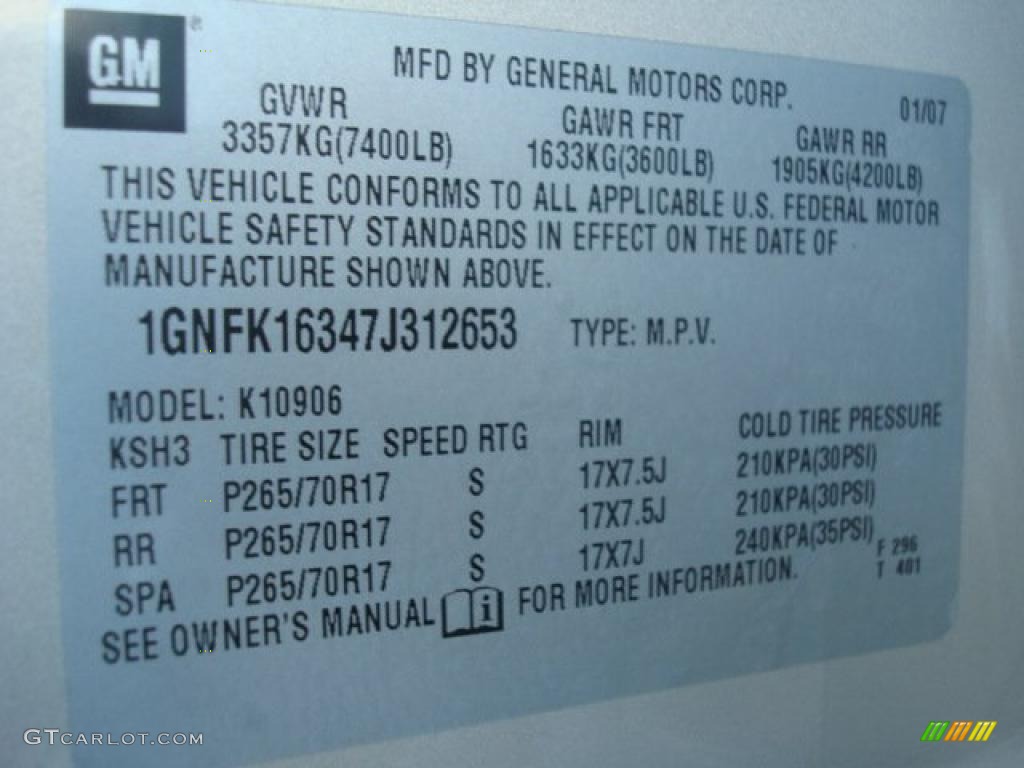 GM®
MFD BY GENERAL MOTORS CORP. 01/07
GVWR GAWR FRT GAWR RR
3357KG(7400LB) 1633KG(3600LB) 1905KG(4200LB)
THIS VEHICLE CONFORMS TO ALL APPLICABLE U.S. FEDERAL MOTOR
VEHICLE SAFETY STANDARDS IN EFFECT ON THE DATE OF
MANUFACTURE SHOWN ABOVE.
1GNFK16347J312653 TYPE: M.P.V.
MODEL: K10906
KSH3 TIRE SIZE SPEED RTG RIM COLD TIRE PRESSURE
FRT P265/70R17 S 17X7.5J 210KPA(30PSI)
RR P265/70R17 S 17X7.5J 210KPA(30PSI)
SPA P265/70R17 S 17X7J 240KPA(35PSI)
F 296
T 401
SEE OWNER'S MANUAL i FOR MORE INFORMATION.
GTCARLOT.COM